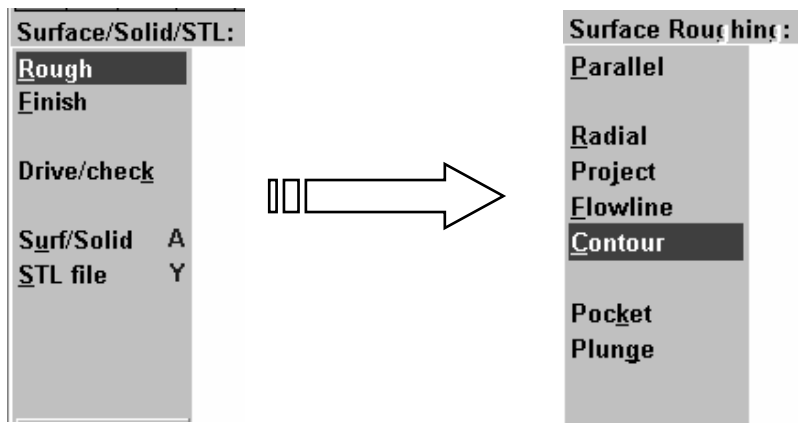 Surface/Solid/STL:
Rough
Finish
Drive/check
Surf/Solid A
STL file Y
Surface Roughing:
Parallel
Radial
Project
Flowline
Contour
Pocket
Plunge